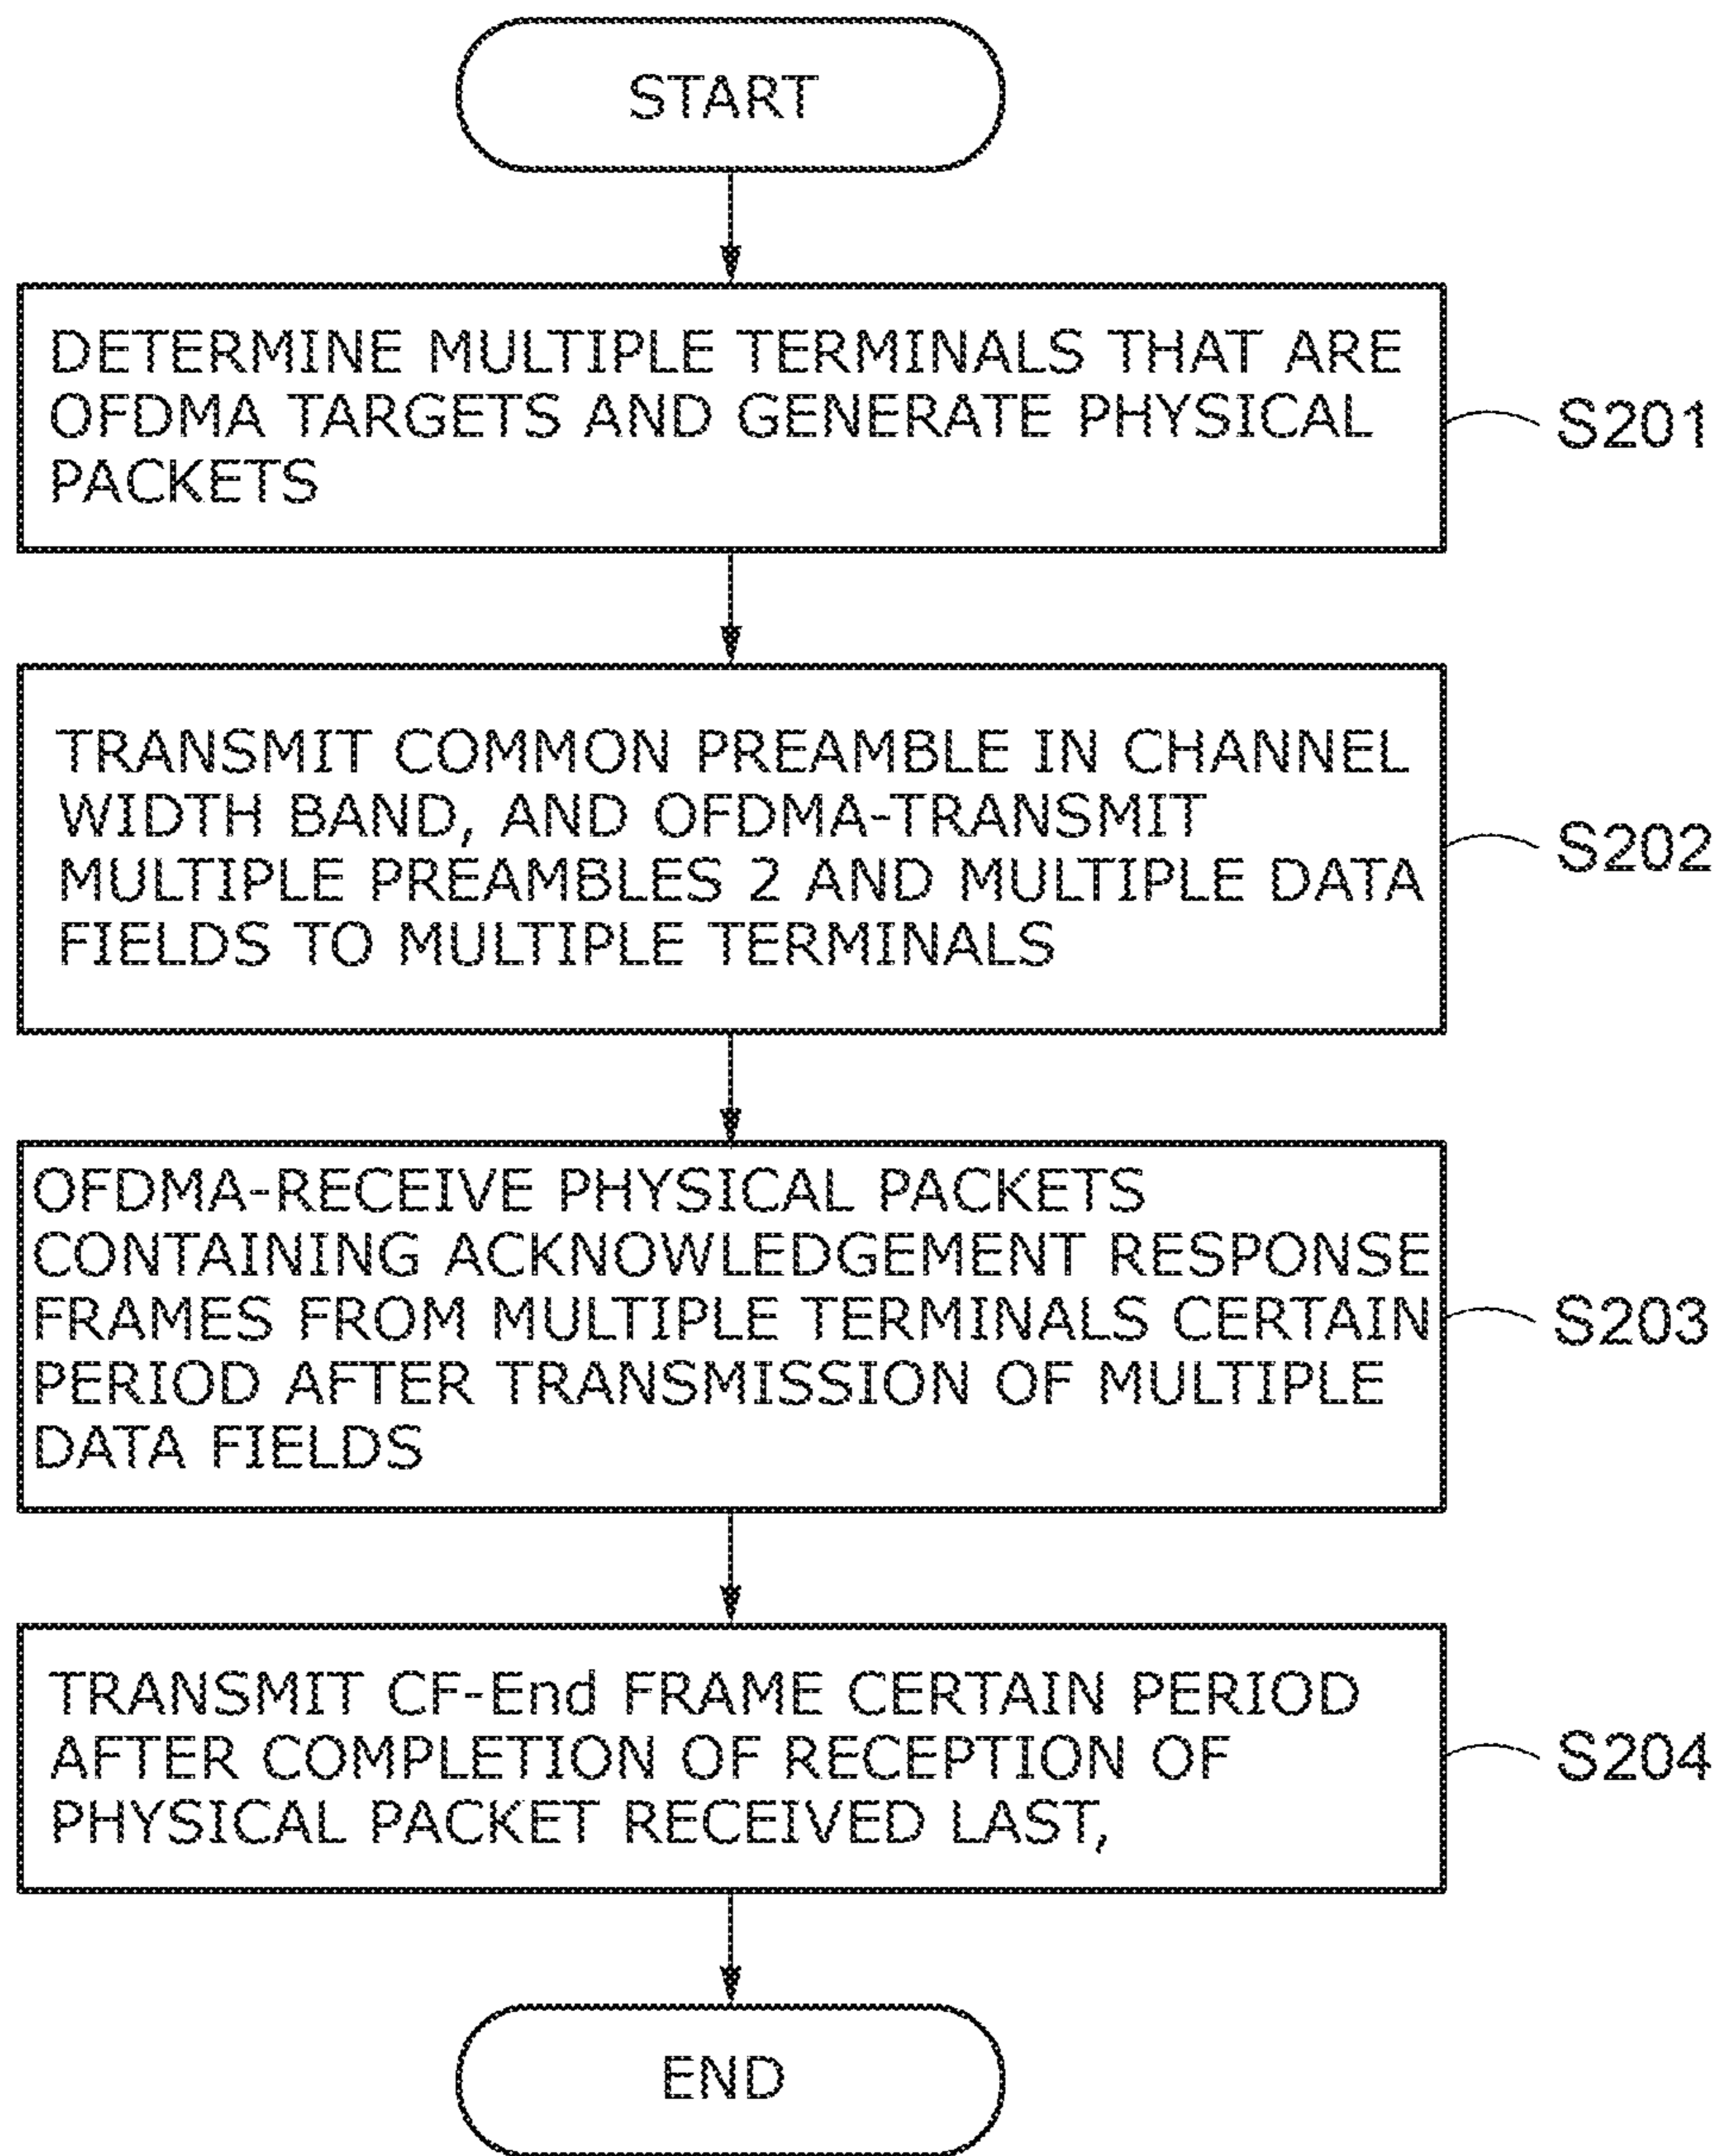 START
DETERMINE MULTIPLE TERMINALS THAT ARE
OFDMA TARGETS AND GENERATE PHYSICAL
PACKETS
S201
TRANSMIT COMMON PREAMBLE IN CHANNEL
WIDTH BAND, AND OFDMA-TRANSMIT
MULTIPLE PREAMBLES 2 AND MULTIPLE DATA
FIELDS TO MULTIPLE TERMINALS
S202
OFDMA-RECEIVE PHYSICAL PACKETS
CONTAINING ACKNOWLEDGEMENT RESPONSE
FRAMES FROM MULTIPLE TERMINALS CERTAIN
PERIOD AFTER TRANSMISSION OF MULTIPLE
DATA FIELDS
S203
TRANSMIT CF-End FRAME CERTAIN PERIOD
AFTER COMPLETION OF RECEPTION OF
PHYSICAL PACKET RECEIVED LAST,
S204
END